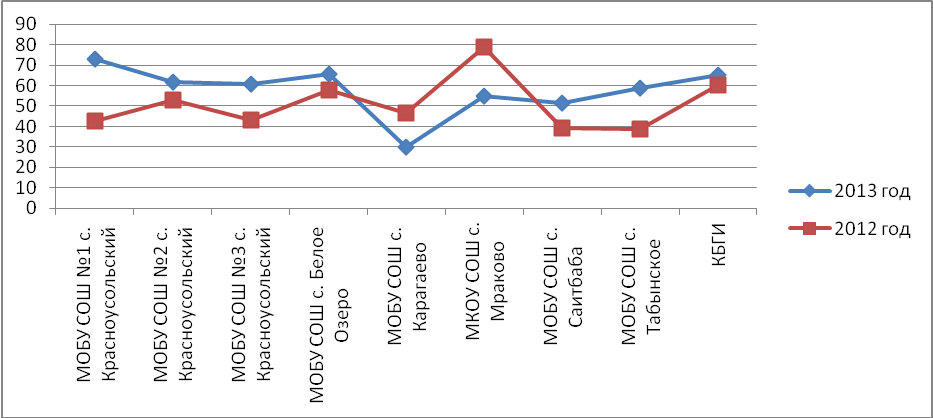 90
80
70
60
50
40
30
20
10
0
МОБУ СОШ №1 с.
Красноусольский
МОБУ СОШ №2 с.
Красноусольский
МОБУ СОШ №3 с.
Красноусольский
МОБУ СОШ с. Белое
Озеро
МОБУ СОШ с.
Карагаево
МКОУ СОШ с.
Мраково
МОБУ СОШ с
Саитбаба
МОБУ СОШ с.
Табынское
КБГИ
2013 год
2012 год